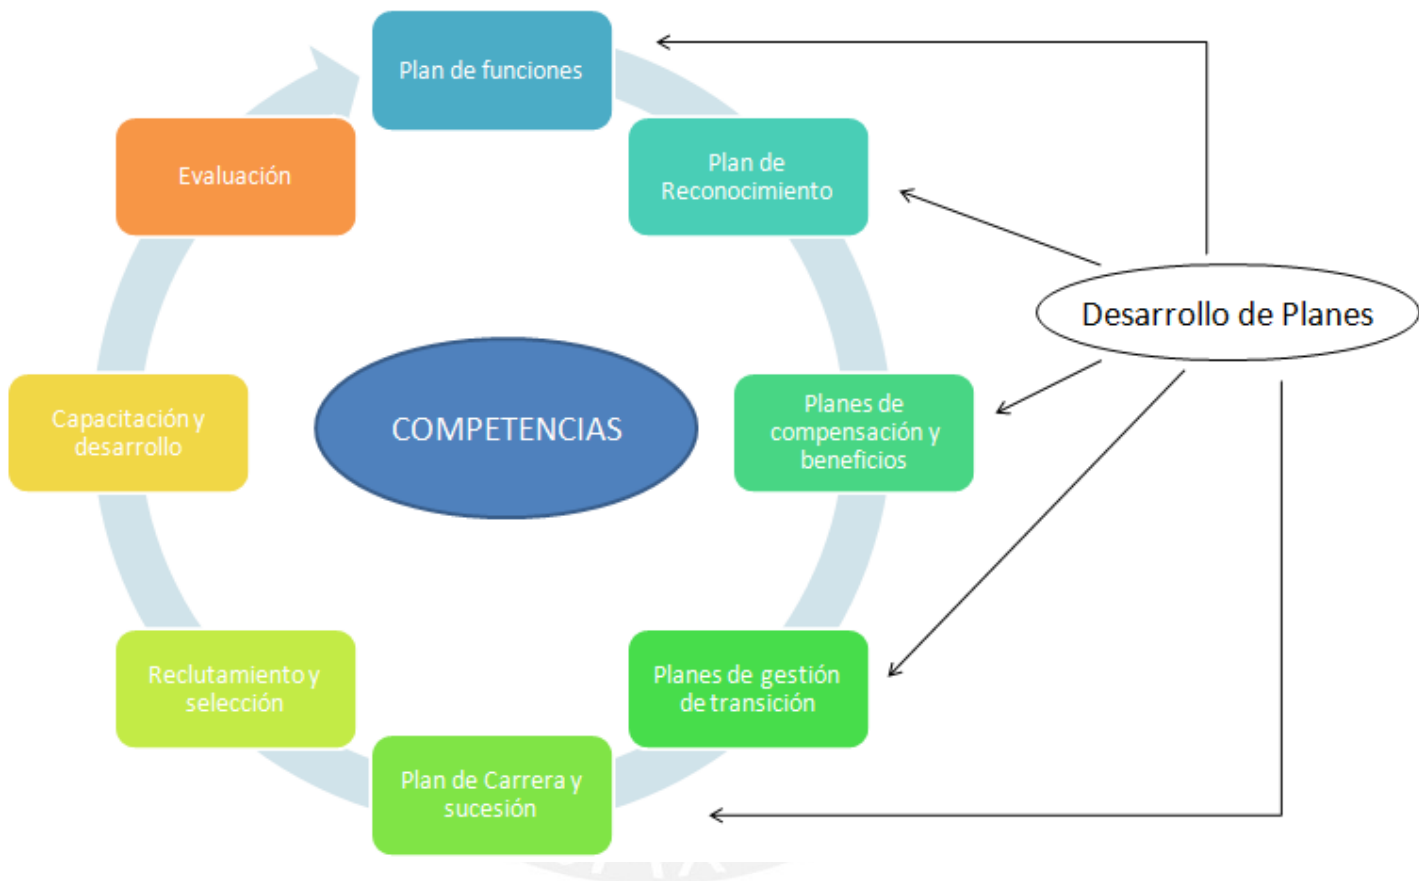 Plan de funciones
Plan de
Reconocimiento
Planes de
compensación y
beneficios
Planes de gestión
de transición
Plan de Carrera y
sucesión
Reclutamiento y
selección
Capacitación y
desarrollo
Evaluación
COMPETENCIAS
Desarrollo de Planes